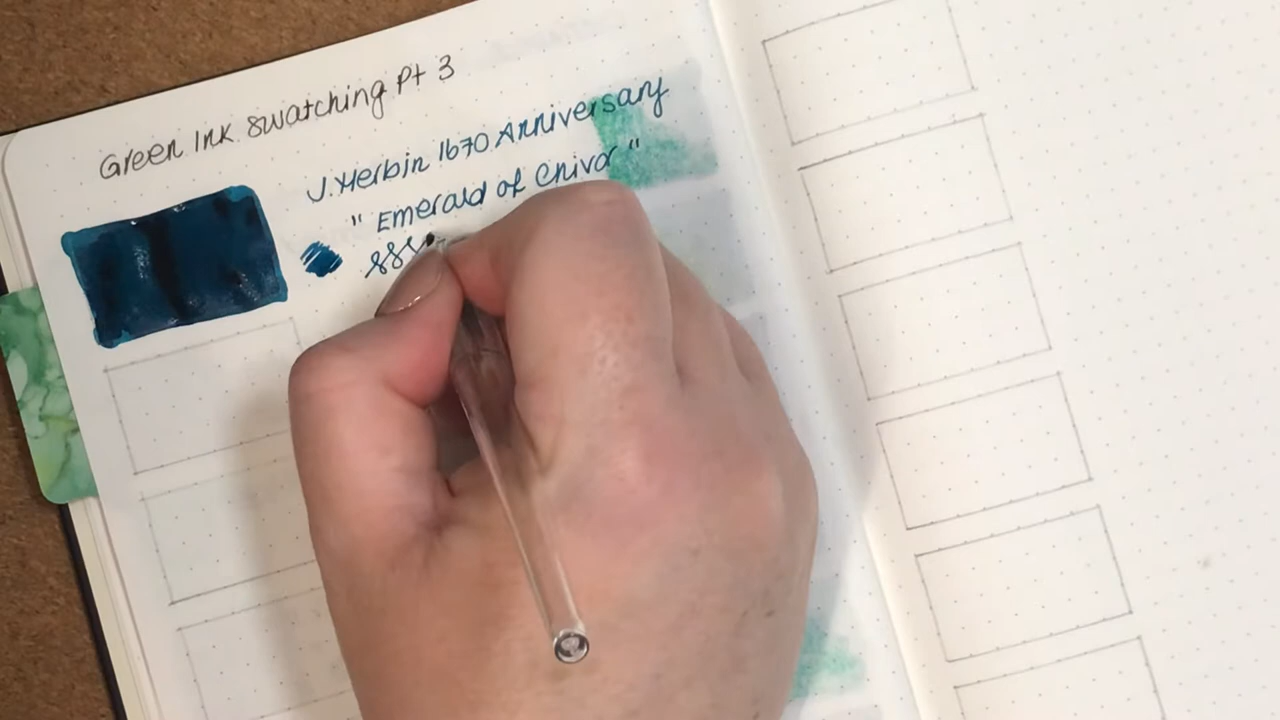 Green Ink swatching Pt 3
J. Herbin 1670 Anniversary
" Emerald of Chivor "